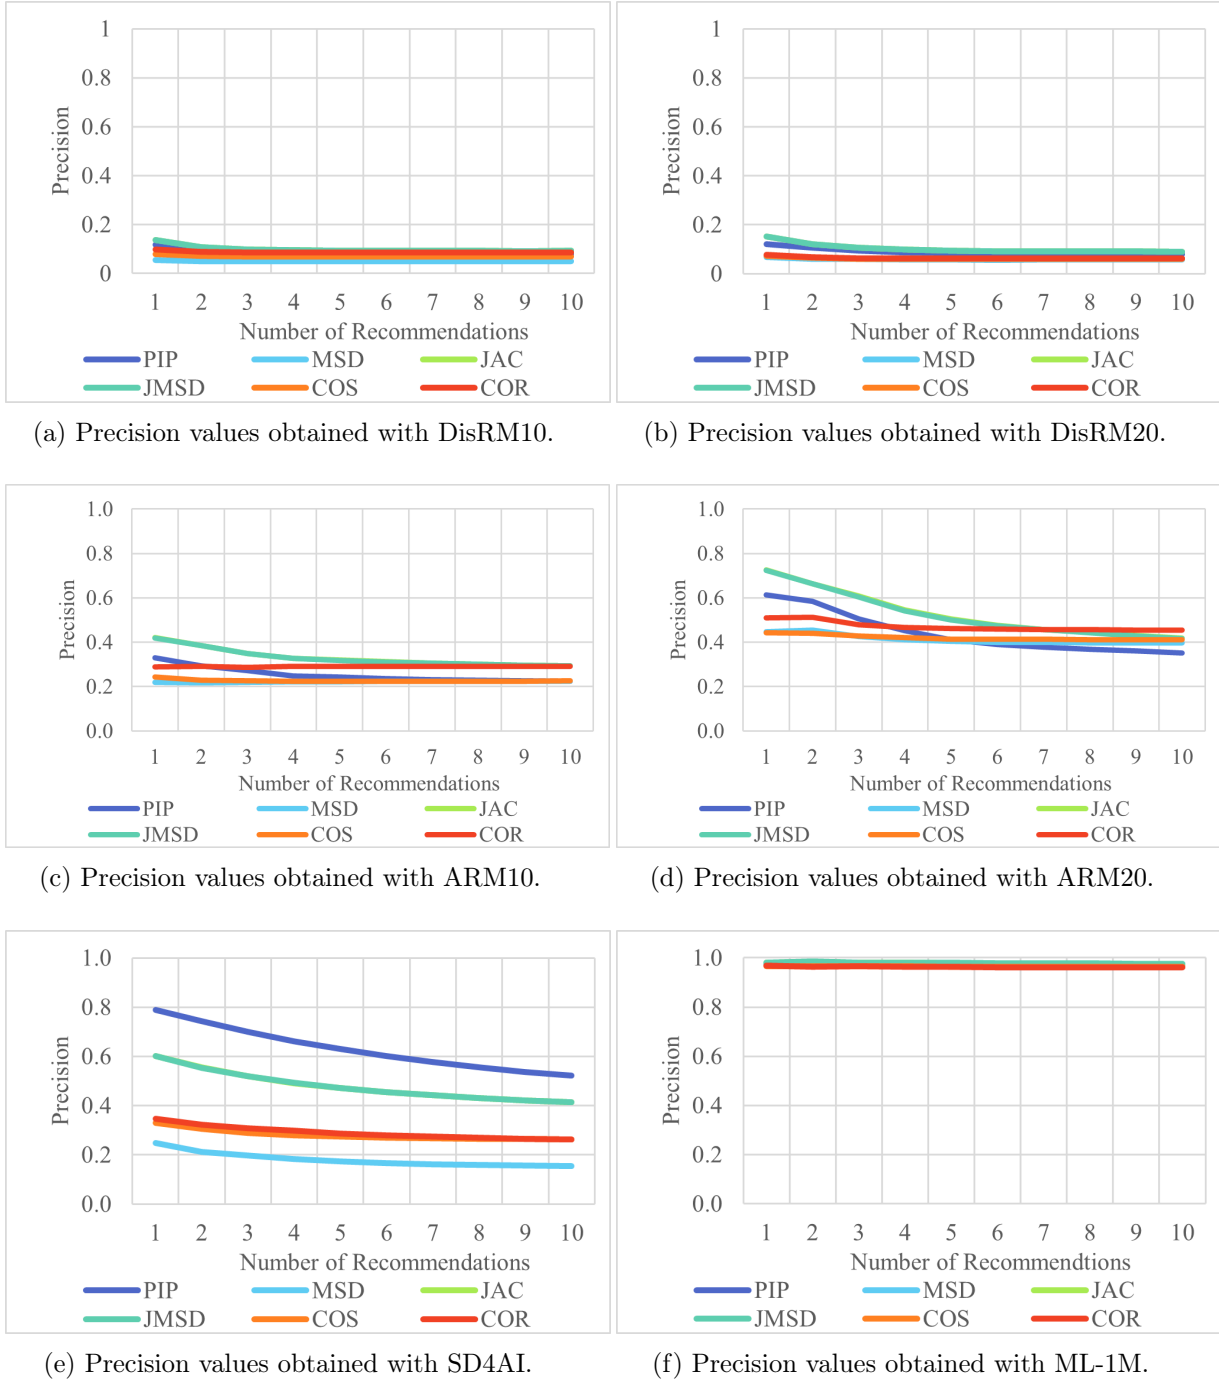 1
0.8
0.6
0.4
0.2
0
Precision
1 2 3 4 5 6 7 8 9 10
Number of Recommendations
PIP MSD JAC
JMSD COS COR
(a) Precision values obtained with DisRM10.
1
0.8
0.6
0.4
0.2
0
Precision
1 2 3 4 5 6 7 8 9 10
Number of Recommendations
PIP MSD JAC
JMSD COS COR
(b) Precision values obtained with DisRM20.
1.0
0.8
0.6
0.4
0.2
0.0
Precision
1 2 3 4 5 6 7 8 9 10
Number of Recommendations
PIP MSD JAC
JMSD COS COR
(c) Precision values obtained with ARM10.
1.0
0.8
0.6
0.4
0.2
0.0
Precision
1 2 3 4 5 6 7 8 9 10
Number of Recommendations
PIP MSD JAC
JMSD COS COR
(d) Precision values obtained with ARM20.
1.0
0.8
0.6
0.4
0.2
0.0
Precision
1 2 3 4 5 6 7 8 9 10
Number of Recommendations
PIP MSD JAC
JMSD COS COR
(e) Precision values obtained with SD4AI.
1.0
0.8
0.6
0.4
0.2
0.0
Precision
1 2 3 4 5 6 7 8 9 10
Number of Recommendtions
PIP MSD JAC
JMSD COS COR
(f) Precision values obtained with ML-1M.